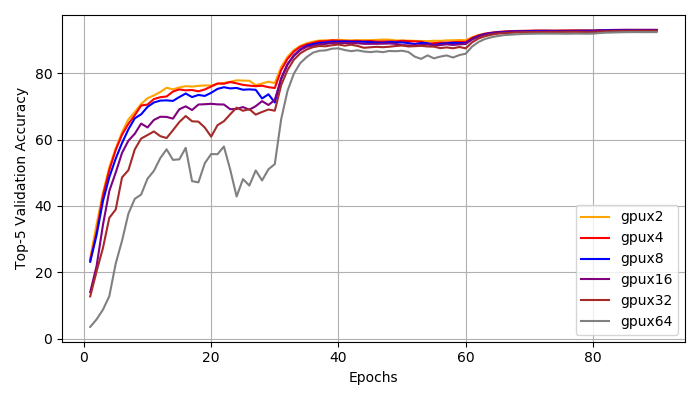 Top-5 Validation Accuracy
80
60
40
20
0
0 20 40 60 80
Epochs
gpux2
gpux4
gpux8
gpux16
gpux32
gpux64